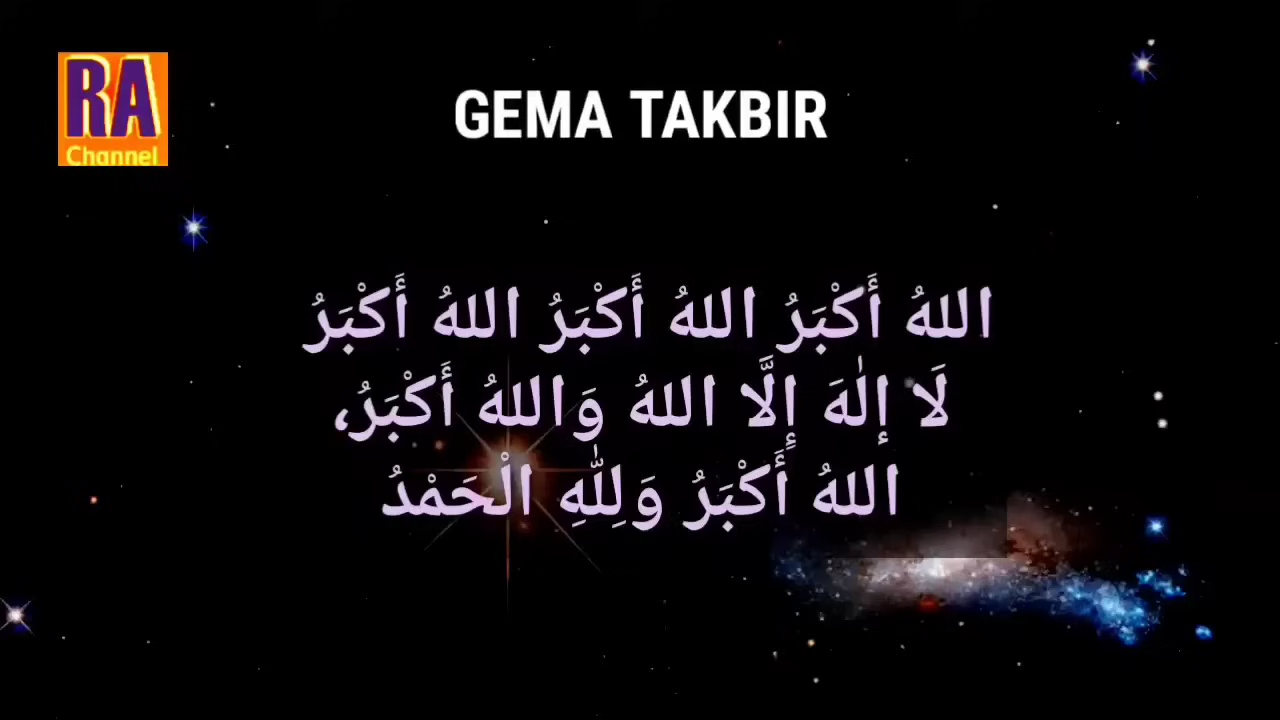 RA
Channel
GEMA TAKBIR
اللهُ أَكْبَرُ اللهُ أَكْبَرُ اللهُ أَكْبَرُ
لَا إِلٰهَ إِلَّا اللهُ وَاللهُ أَكْبَرُ،
اللهُ أَكْبَرُ وَلِلّٰهِ الْحَمْدُ